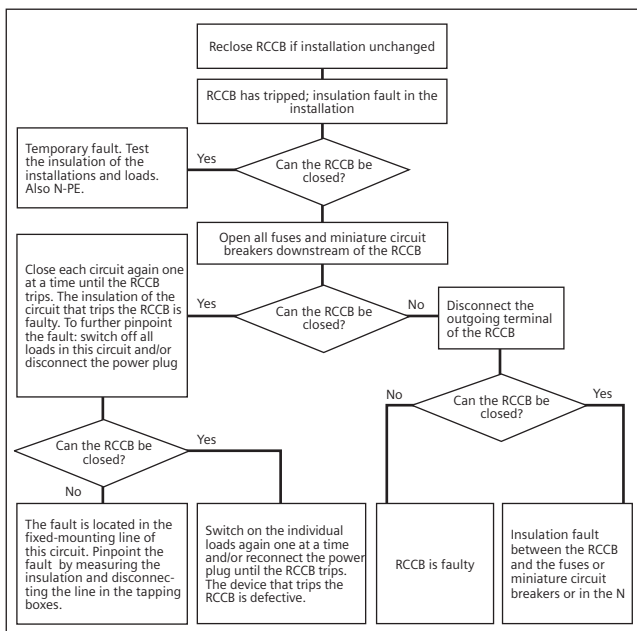 Reclose RCCB if installation unchanged
RCCB has tripped; insulation fault in the
installation
Temporary fault. Test
the insulation of the
installations and loads.
Also N-PE.
Yes
Can the RCCB be
closed?
Open all fuses and miniature circuit
breakers downstream of the RCCB
Close each circuit again one
at a time until the RCCB
trips. The insulation of the
circuit that trips the RCCB is
faulty. To further pinpoint
the fault: switch off all
loads in this circuit and/or
disconnect the power plug
Yes
Can the RCCB be
closed?
No
Disconnect the
outgoing terminal
of the RCCB
No
Can the RCCB be
closed?
Yes
Can the RCCB be
closed?
Yes
No
The fault is located in the
fixed-mounting line of
this circuit. Pinpoint the
fault by measuring the
insulation and disconnec-
ting the line in the tapping
boxes.
Switch on the individual
loads again one at a time
and/or reconnect the power
plug until the RCCB trips.
The device that trips the
RCCB is defective.
RCCB is faulty
Insulation fault
between the RCCB
and the fuses or
miniature circuit
breakers or in the N